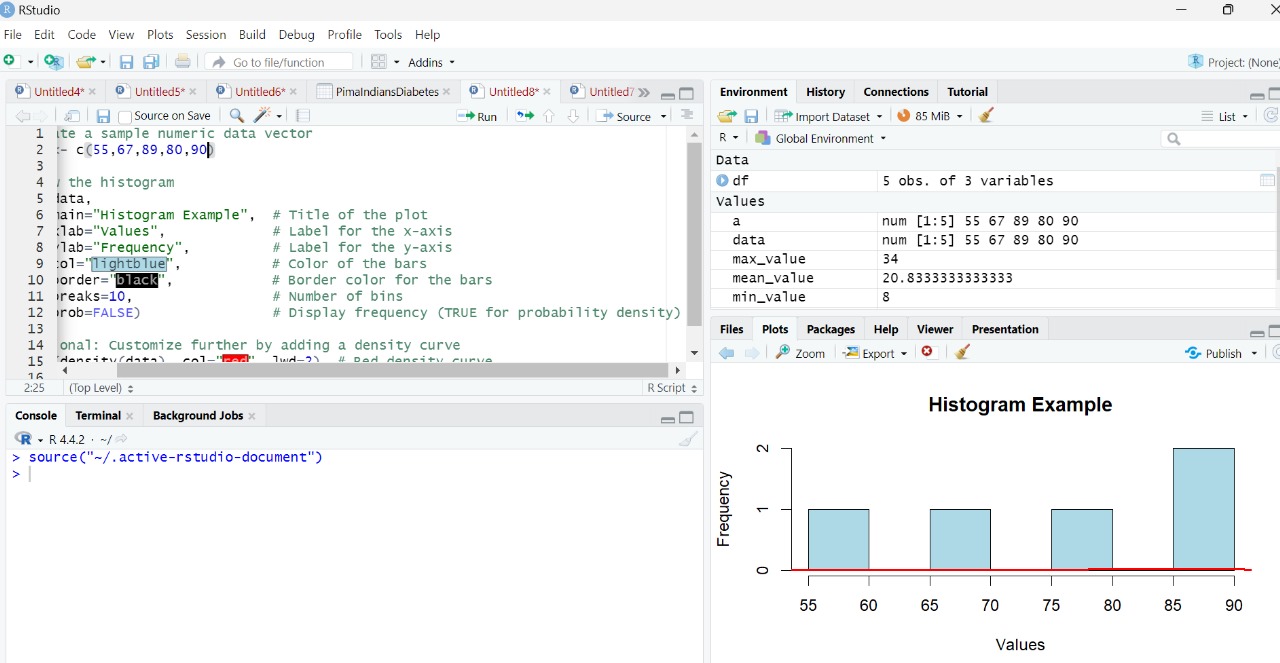 RStudio
File Edit Code View Plots Session Build Debug Profile Tools Help
Go to file/function Addins Project: (None)
Untitled4* Untitled5* Untitled6* PimaIndiansDiabetes Untitled8* Untitled7
Source on Save Run Source
1 ite a sample numeric data vector
2 :- c(55,67,89,80,90)
3
4 the histogram
5 data,
6 main="Histogram Example", # Title of the plot
7 xlab="Values", # Label for the x-axis
8 ylab="Frequency", # Label for the y-axis
9 col="lightblue", # Color of the bars
10 border="black", # Border color for the bars
11 breaks=10, # Number of bins
12 prob=FALSE) # Display frequency (TRUE for probability density)
13
14 onal: Customize further by adding a density curve
15 (density(data), col="red", lwd=2) # Red density curve
16
2:25 (Top Level) R Script
Console Terminal Background Jobs
R 4.4.2 · ~/
> source("~/.active-rstudio-document")
>
Environment History Connections Tutorial
Import Dataset 85 MiB List
R Global Environment
Data
df 5 obs. of 3 variables
Values
a num [1:5] 55 67 89 80 90
data num [1:5] 55 67 89 80 90
max_value 34
mean_value 20.8333333333333
min_value 8
Files Plots Packages Help Viewer Presentation
Zoom Export Publish
Histogram Example
Frequency
2
1
0
55 60 65 70 75 80 85 90
Values